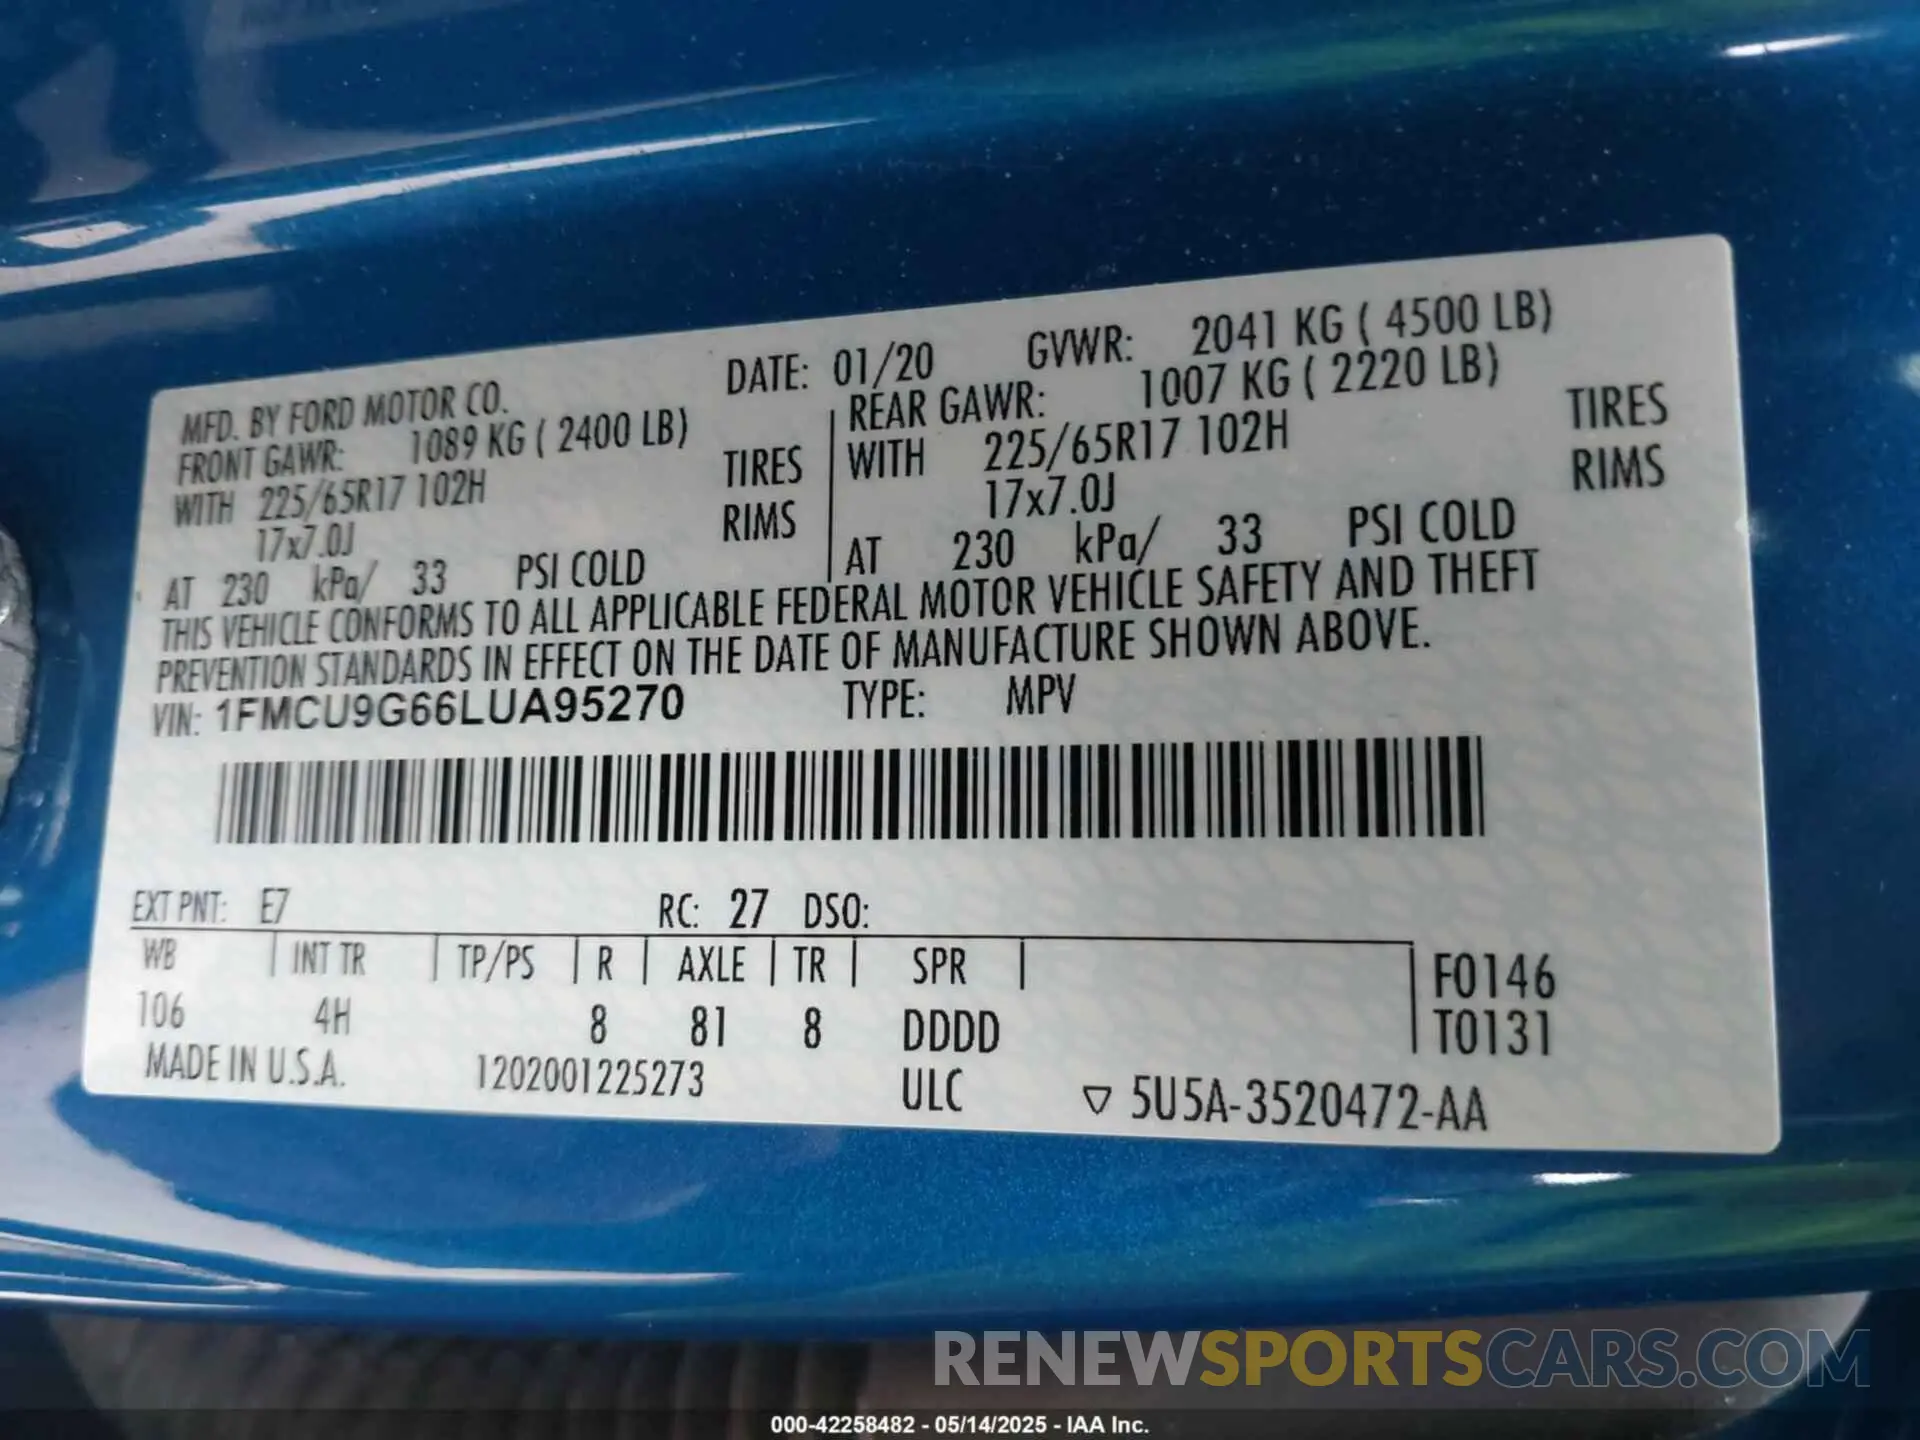 MFD. BY FORD MOTOR CO. DATE: 01/20 GVWR: 2041 KG ( 4500 LB)
FRONT GAWR: 1089 KG ( 2400 LB) REAR GAWR: 1007 KG ( 2220 LB)
WITH 225/65R17 102H TIRES WITH 225/65R17 102H TIRES
17x7.0J RIMS 17x7.0J RIMS
AT 230 kPa/ 33 PSI COLD AT 230 kPa/ 33 PSI COLD
THIS VEHICLE CONFORMS TO ALL APPLICABLE FEDERAL MOTOR VEHICLE SAFETY AND THEFT
PREVENTION STANDARDS IN EFFECT ON THE DATE OF MANUFACTURE SHOWN ABOVE.
VIN: 1FMCU9G66LUA95270 TYPE: MPV
EXT PNT: E7 RC: 27 DSO:
WB INT TR TP/PS R AXLE TR SPR F0146
106 4H 8 81 8 DDDD T0131
MADE IN U.S.A. 1202001225273 ULC ▽ 5U5A-3520472-AA
RENEWSPORTSCARS.COM
000-42258482 - 05/14/2025 - IAA Inc.